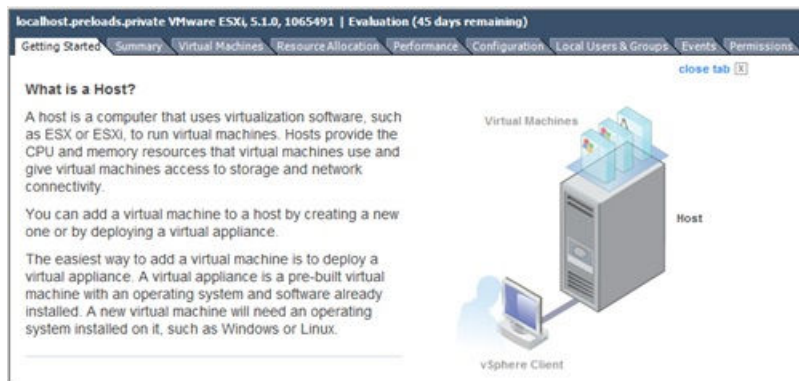 localhost.preloads.private VMware ESXi, 5.1.0, 1065491 | Evaluation (45 days remaining)
Getting Started Summary Virtual Machines Resource Allocation Performance Configuration Local Users & Groups Events Permissions
close tab X
What is a Host?
A host is a computer that uses virtualization software, such
as ESX or ESXi, to run virtual machines. Hosts provide the
CPU and memory resources that virtual machines use and
give virtual machines access to storage and network
connectivity.
You can add a virtual machine to a host by creating a new
one or by deploying a virtual appliance.
The easiest way to add a virtual machine is to deploy a
virtual appliance. A virtual appliance is a pre-built virtual
machine with an operating system and software already
installed. A new virtual machine will need an operating
system installed on it, such as Windows or Linux.
Virtual Machines
Host
vSphere Client